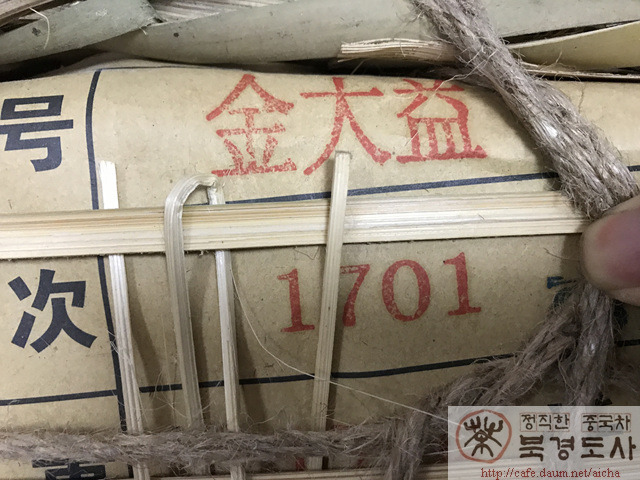 号 金大益
次 1701
茶 정직한 중국차
북경도사
http://cafe.daum.net/aicha